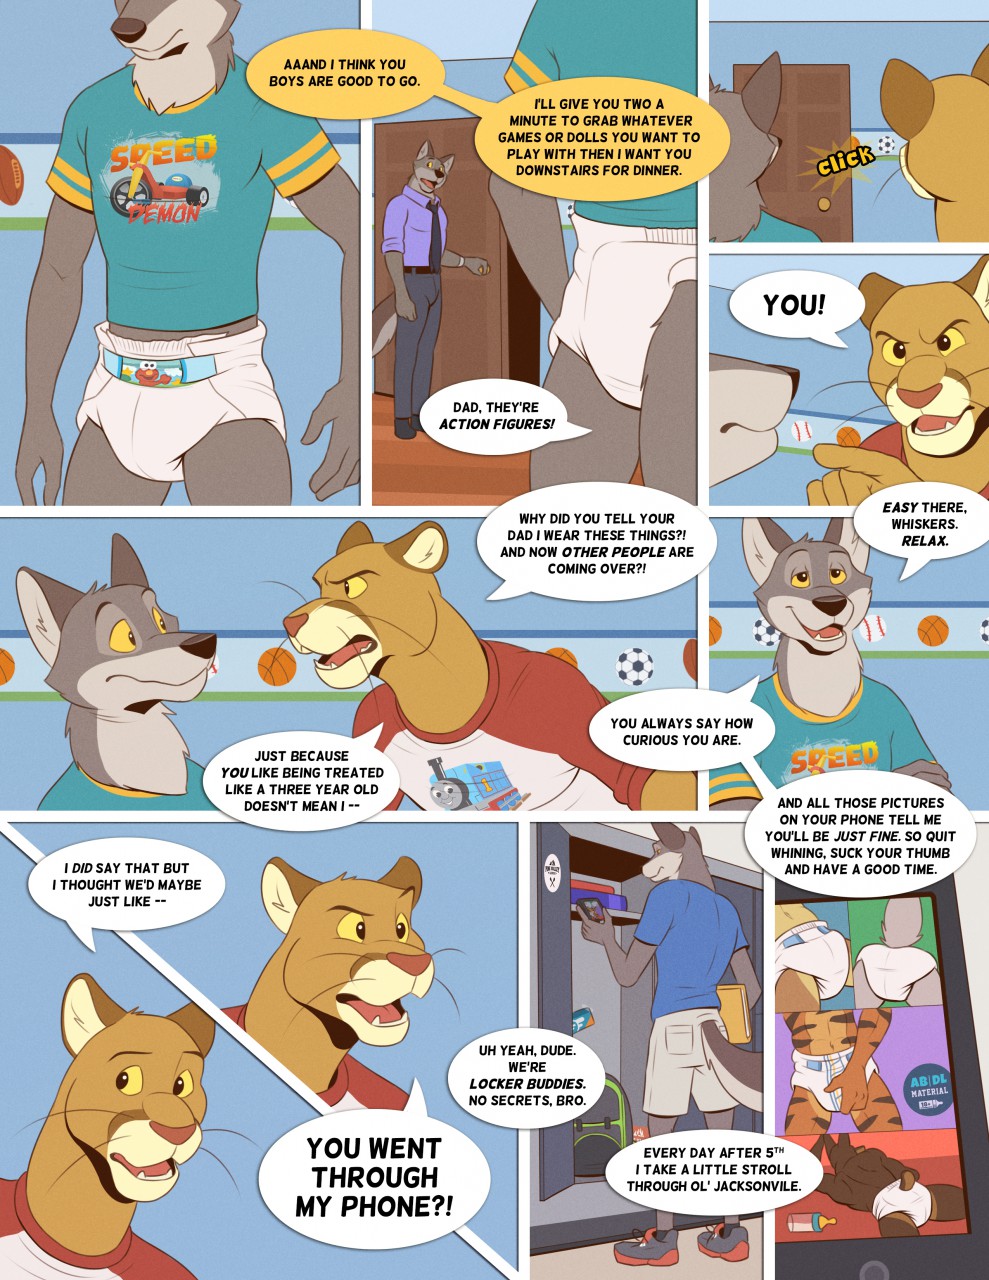 AAAND I THINK YOU
BOYS ARE GOOD TO GO.
I'LL GIVE YOU TWO A
MINUTE TO GRAB WHATEVER
GAMES OR DOLLS YOU WANT TO
PLAY WITH THEN I WANT YOU
DOWNSTAIRS FOR DINNER.
SPEED
DEMON
DAD, THEY'RE
ACTION FIGURES!
click
YOU!
WHY DID YOU TELL YOUR
DAD I WEAR THESE THINGS?!
AND NOW OTHER PEOPLE ARE
COMING OVER?!
JUST BECAUSE
YOU LIKE BEING TREATED
LIKE A THREE YEAR OLD
DOESN'T MEAN I --
EASY THERE,
WHISKERS.
RELAX.
YOU ALWAYS SAY HOW
CURIOUS YOU ARE.
SPEED
AND ALL THOSE PICTURES
ON YOUR PHONE TELL ME
YOU'LL BE JUST FINE. SO QUIT
WHINING, SUCK YOUR THUMB
AND HAVE A GOOD TIME.
I DID SAY THAT BUT
I THOUGHT WE'D MAYBE
JUST LIKE --
YOU WENT
THROUGH
MY PHONE?!
UH YEAH, DUDE.
WE'RE
LOCKER BUDDIES.
NO SECRETS, BRO.
EVERY DAY AFTER 5TH
I TAKE A LITTLE STROLL
THROUGH OL' JACKSONVILE.
AB|DL
MATERIAL
18+